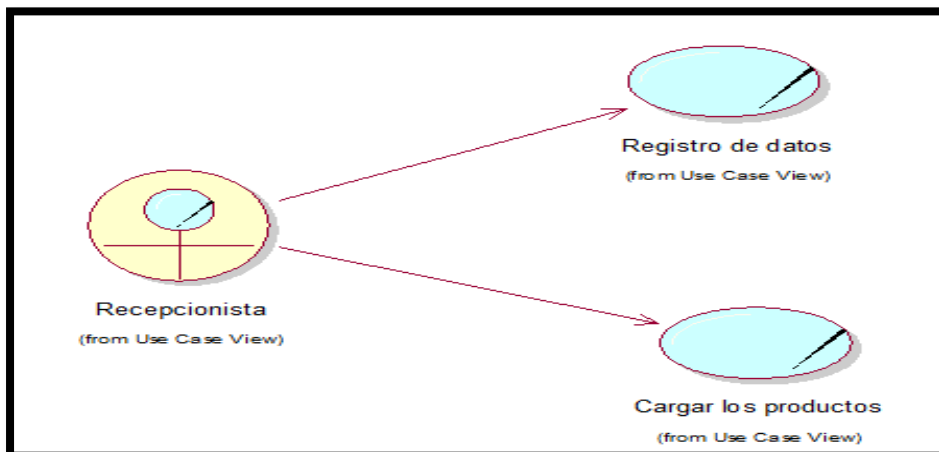 Registro de datos
(from Use Case View)
Recepcionista
(from Use Case View)
Cargar los productos
(from Use Case View)